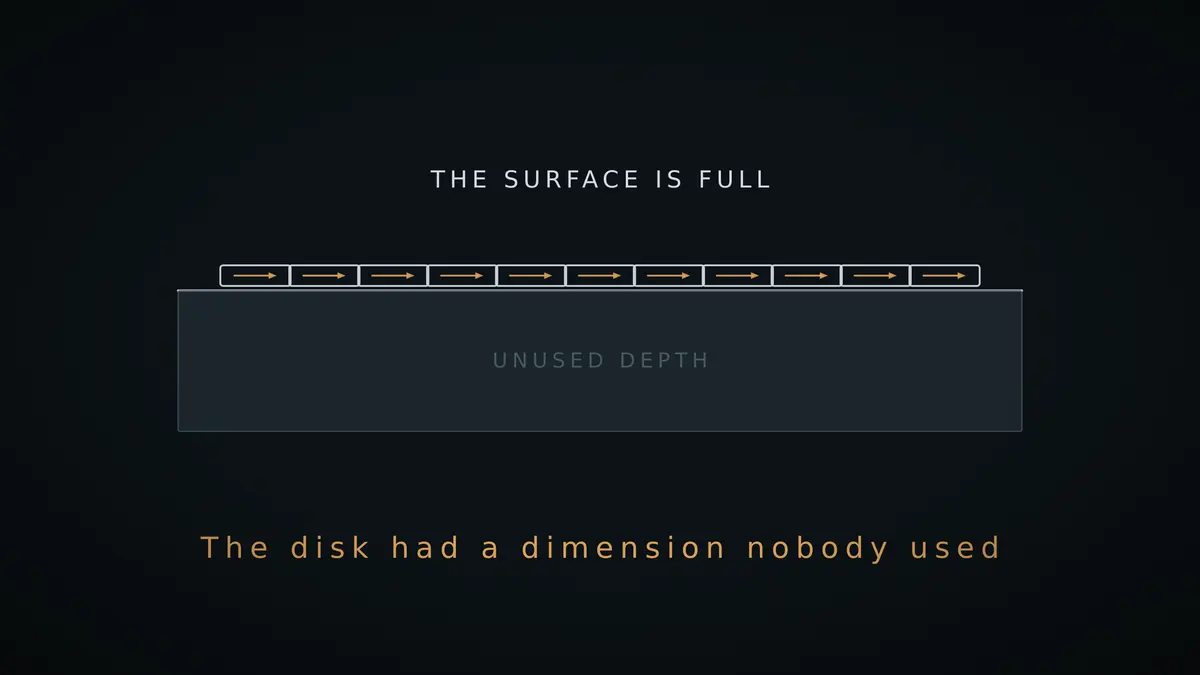 THE SURFACE IS FULL
UNUSED DEPTH
The disk had a dimension nobody used